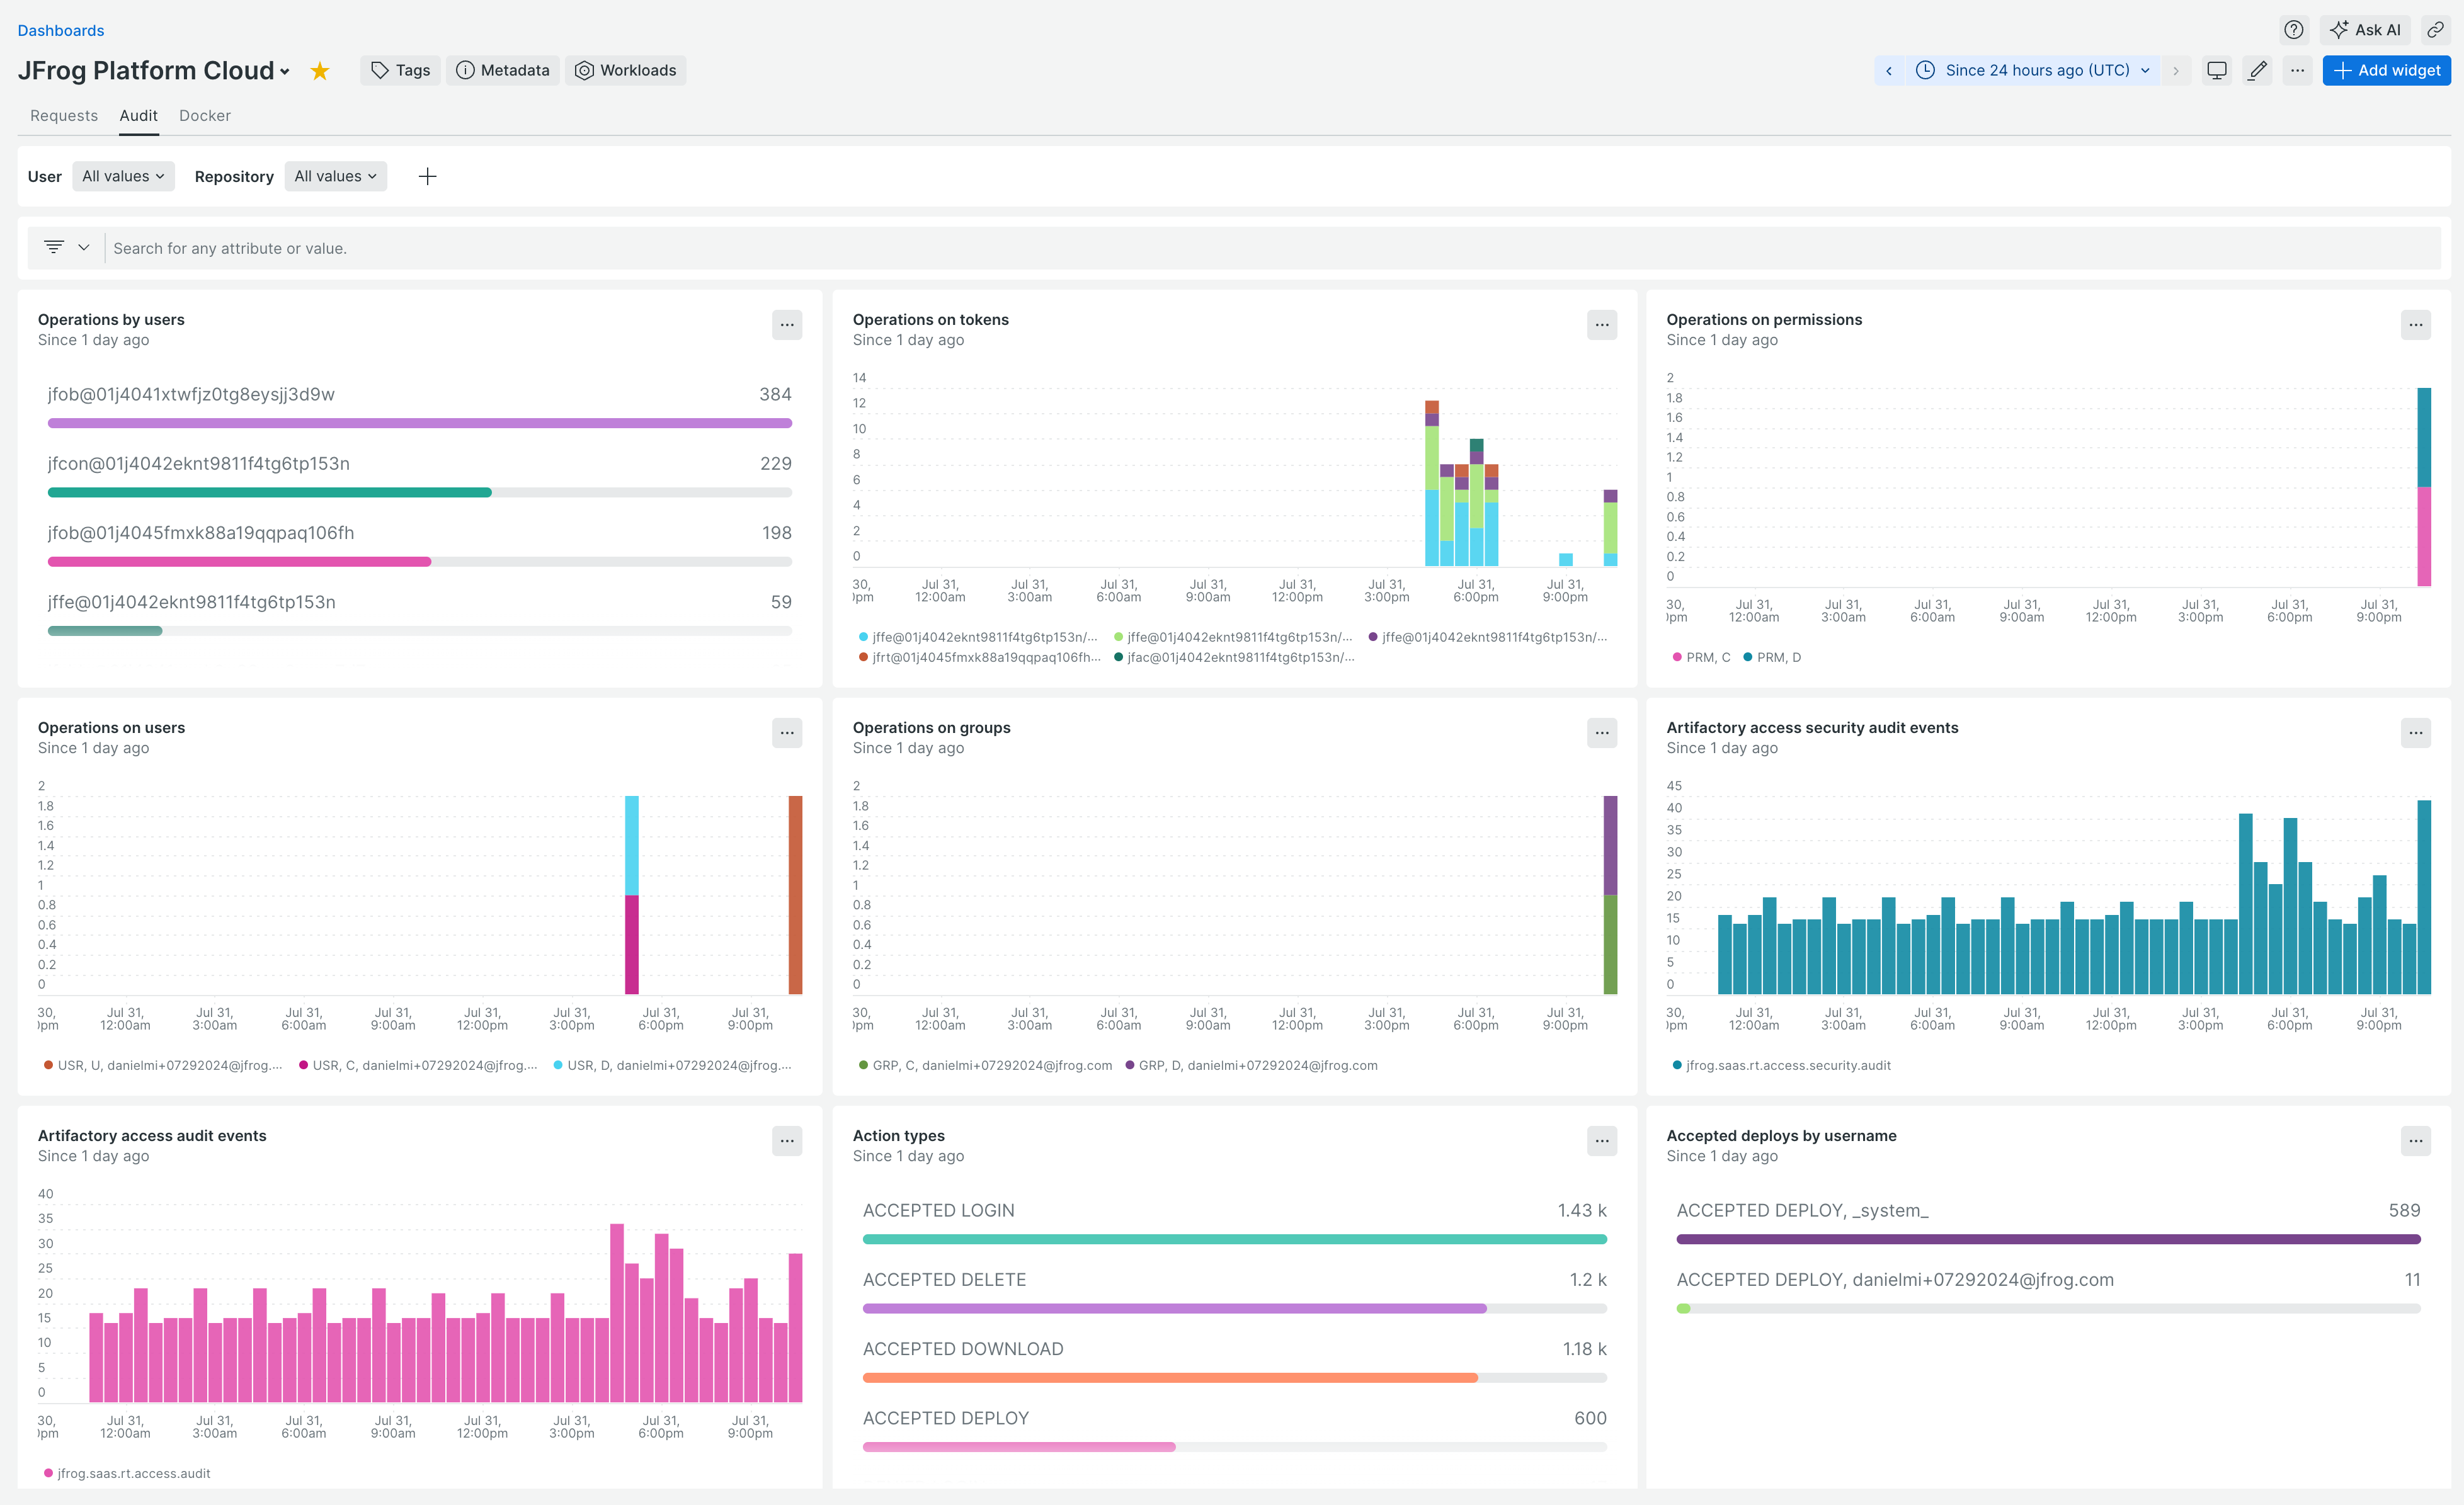 Dashboards
Ask AI
JFrog Platform Cloud
Tags
Metadata
Workloads
Since 24 hours ago (UTC)
Add widget
Requests
Audit
Docker
User
All values
Repository
All values
Search for any attribute or value.
Operations by users
Since 1 day ago
jfob@01j4041xtwfjz0tg8eysjj3d9w 384
jfcon@01j4042eknt9811f4tg6tp153n 229
jfob@01j4045fmxk88a19qqpaq106fh 198
jffe@01j4042eknt9811f4tg6tp153n 59
Operations on tokens
Since 1 day ago
14
12
10
8
6
4
2
0
30, Jul 31, Jul 31, Jul 31, Jul 31, Jul 31, Jul 31, Jul 31, Jul 31,
pm 12:00am 3:00am 6:00am 9:00am 12:00pm 3:00pm 6:00pm 9:00pm
jffe@01j4042eknt9811f4tg6tp153n/... jffe@01j4042eknt9811f4tg6tp153n/... jffe@01j4042eknt9811f4tg6tp153n/...
jfrt@01j4045fmxk88a19qqpaq106fh... jfac@01j4042eknt9811f4tg6tp153n/...
Operations on permissions
Since 1 day ago
2
1.8
1.6
1.4
1.2
1
0.8
0.6
0.4
0.2
0
30, Jul 31, Jul 31, Jul 31, Jul 31, Jul 31, Jul 31, Jul 31, Jul 31,
pm 12:00am 3:00am 6:00am 9:00am 12:00pm 3:00pm 6:00pm 9:00pm
PRM, C PRM, D
Operations on users
Since 1 day ago
2
1.8
1.6
1.4
1.2
1
0.8
0.6
0.4
0.2
0
30, Jul 31, Jul 31, Jul 31, Jul 31, Jul 31, Jul 31, Jul 31, Jul 31,
pm 12:00am 3:00am 6:00am 9:00am 12:00pm 3:00pm 6:00pm 9:00pm
USR, U, danielmi+07292024@jfrog.... USR, C, danielmi+07292024@jfrog.... USR, D, danielmi+07292024@jfrog....
Operations on groups
Since 1 day ago
2
1.8
1.6
1.4
1.2
1
0.8
0.6
0.4
0.2
0
30, Jul 31, Jul 31, Jul 31, Jul 31, Jul 31, Jul 31, Jul 31, Jul 31,
pm 12:00am 3:00am 6:00am 9:00am 12:00pm 3:00pm 6:00pm 9:00pm
GRP, C, danielmi+07292024@jfrog.com GRP, D, danielmi+07292024@jfrog.com
Artifactory access security audit events
Since 1 day ago
45
40
35
30
25
20
15
10
5
0
30, Jul 31, Jul 31, Jul 31, Jul 31, Jul 31, Jul 31, Jul 31, Jul 31,
pm 12:00am 3:00am 6:00am 9:00am 12:00pm 3:00pm 6:00pm 9:00pm
jfrog.saas.rt.access.security.audit
Artifactory access audit events
Since 1 day ago
40
35
30
25
20
15
10
5
0
30, Jul 31, Jul 31, Jul 31, Jul 31, Jul 31, Jul 31, Jul 31, Jul 31,
pm 12:00am 3:00am 6:00am 9:00am 12:00pm 3:00pm 6:00pm 9:00pm
jfrog.saas.rt.access.audit
Action types
Since 1 day ago
ACCEPTED LOGIN 1.43 k
ACCEPTED DELETE 1.2 k
ACCEPTED DOWNLOAD 1.18 k
ACCEPTED DEPLOY 600
Accepted deploys by username
Since 1 day ago
ACCEPTED DEPLOY, _system_ 589
ACCEPTED DEPLOY, danielmi+07292024@jfrog.com 11